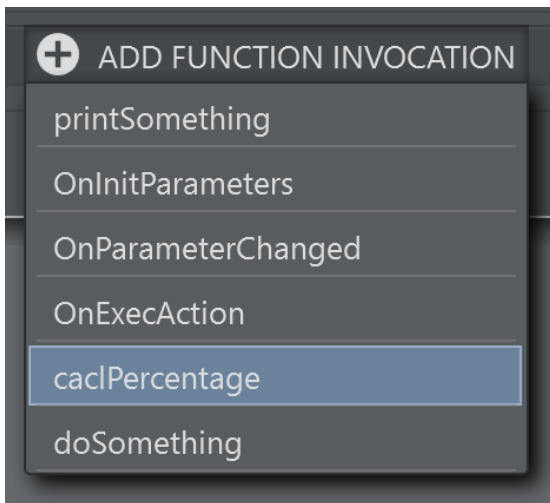 ADD FUNCTION INVOCATION
printSomething
OnInitParameters
OnParameterChanged
OnExecAction
caclPercentage
doSomething